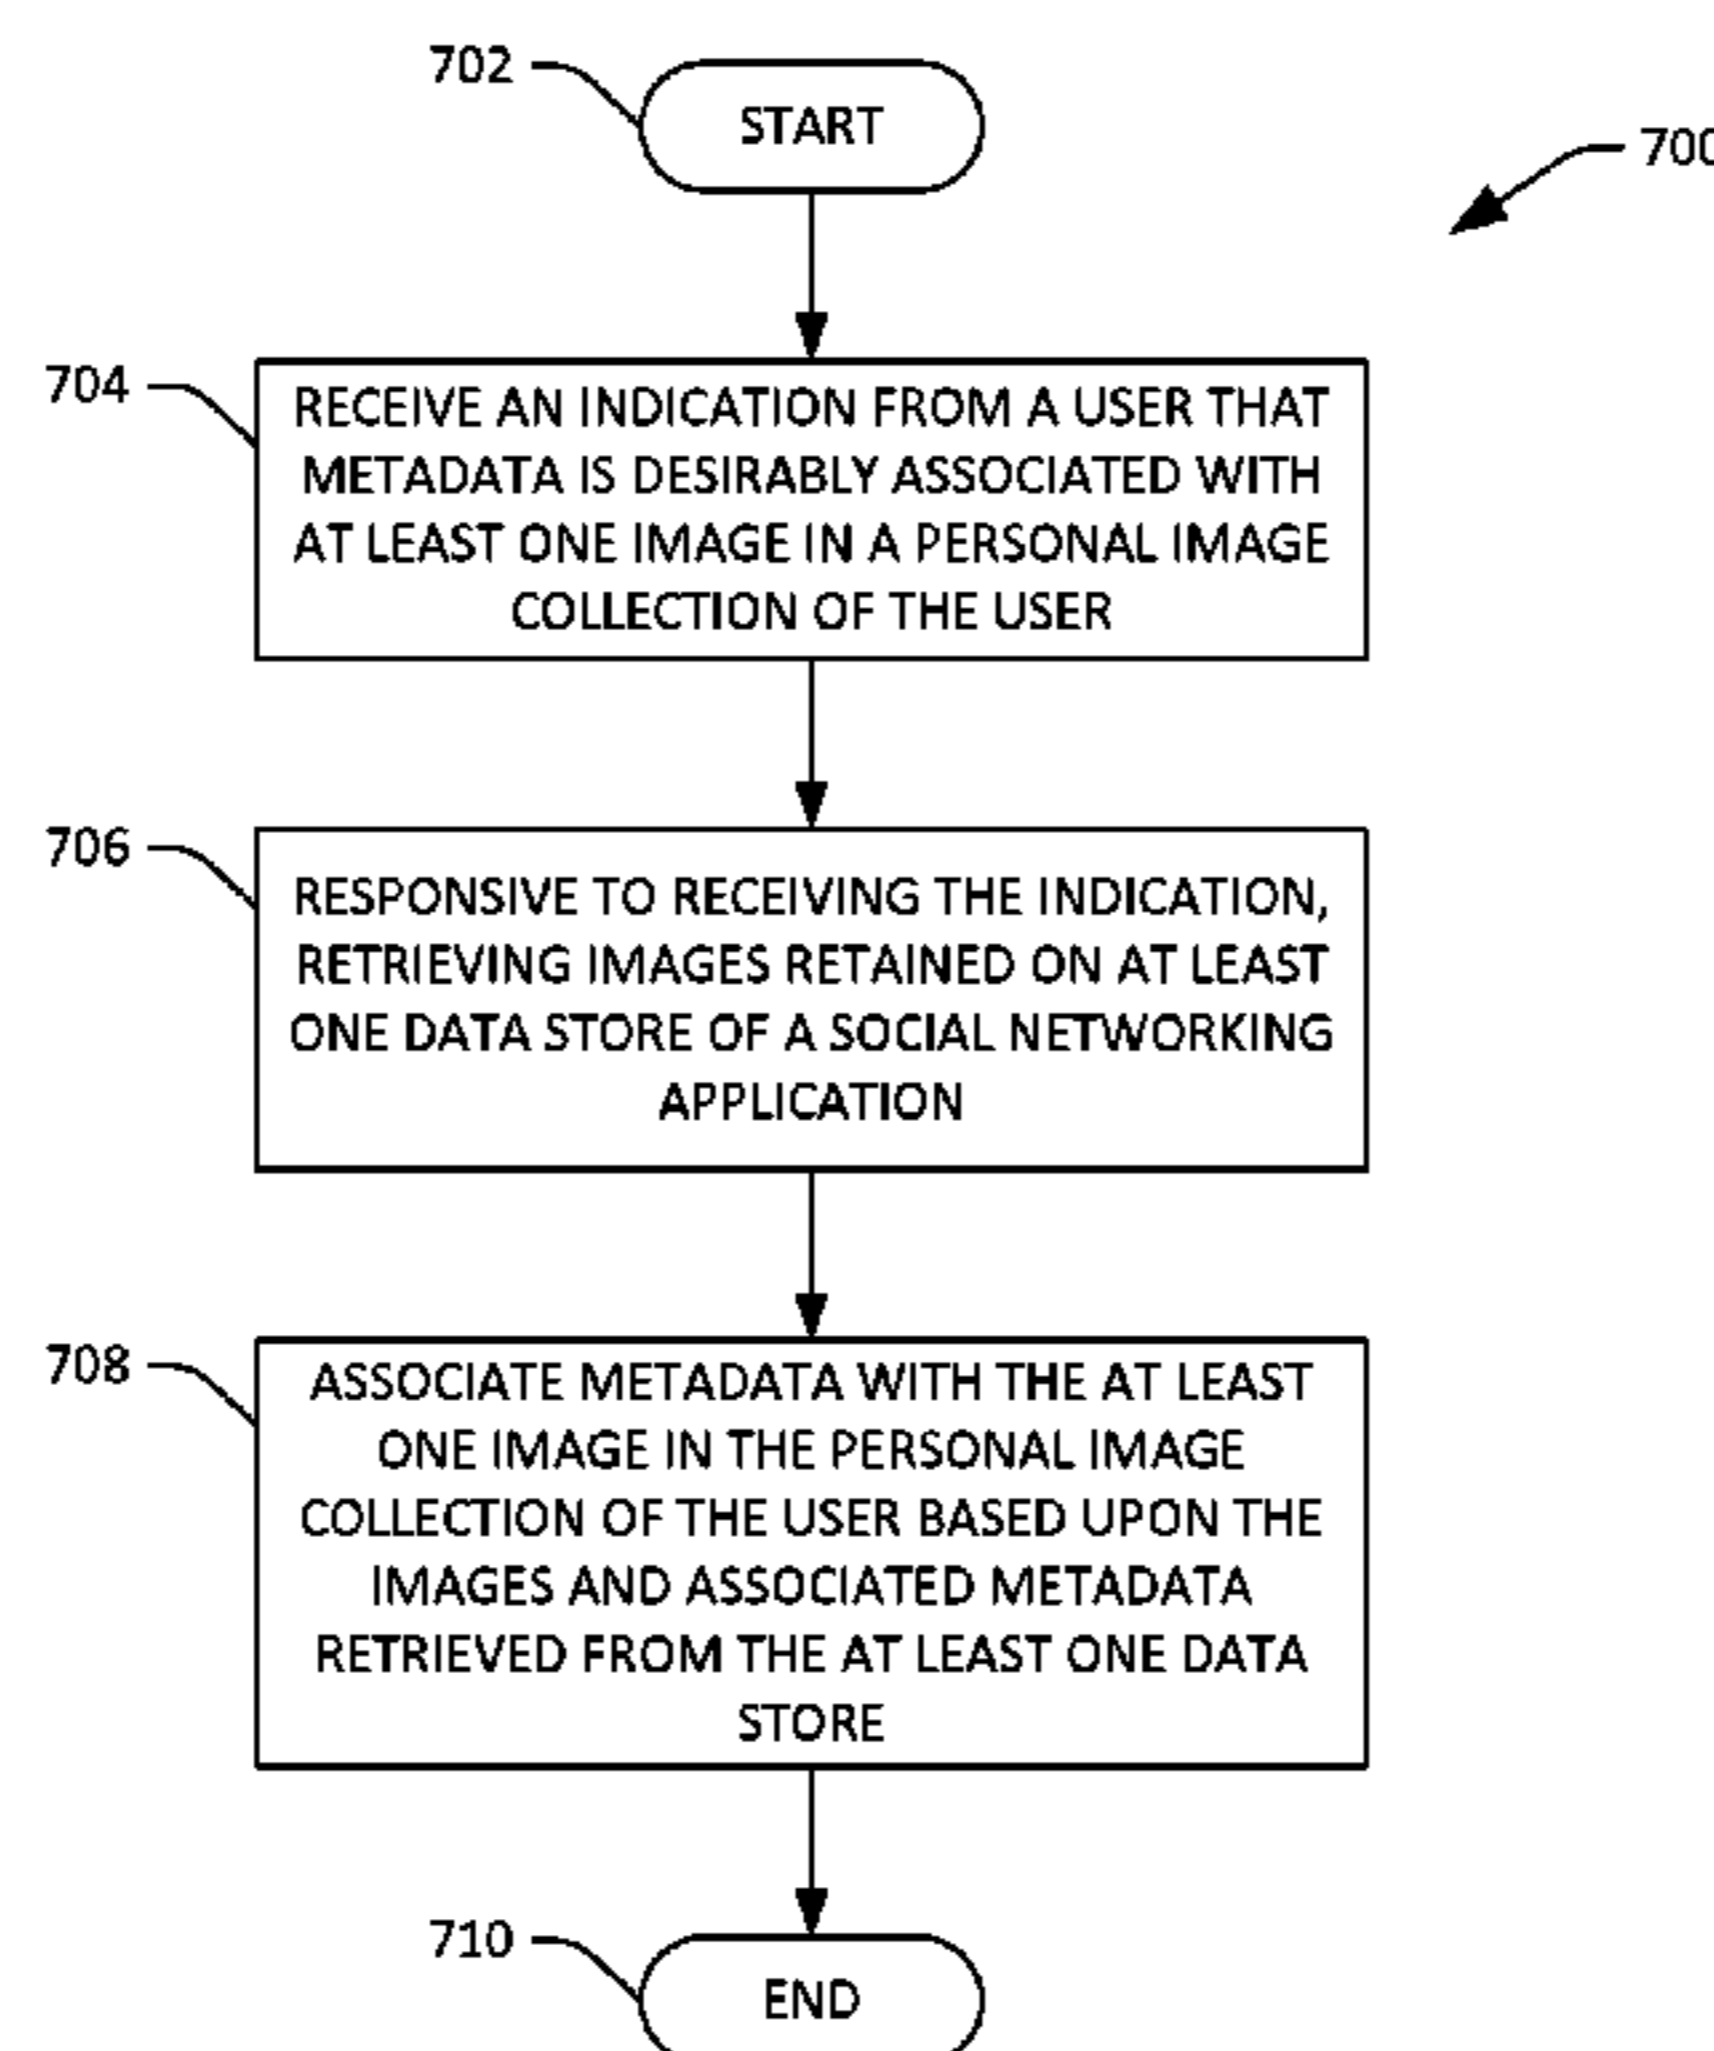 702
START
700
704
RECEIVE AN INDICATION FROM A USER THAT
METADATA IS DESIRABLY ASSOCIATED WITH
AT LEAST ONE IMAGE IN A PERSONAL IMAGE
COLLECTION OF THE USER
706
RESPONSIVE TO RECEIVING THE INDICATION,
RETRIEVING IMAGES RETAINED ON AT LEAST
ONE DATA STORE OF A SOCIAL NETWORKING
APPLICATION
708
ASSOCIATE METADATA WITH THE AT LEAST
ONE IMAGE IN THE PERSONAL IMAGE
COLLECTION OF THE USER BASED UPON THE
IMAGES AND ASSOCIATED METADATA
RETRIEVED FROM THE AT LEAST ONE DATA
STORE
710
END